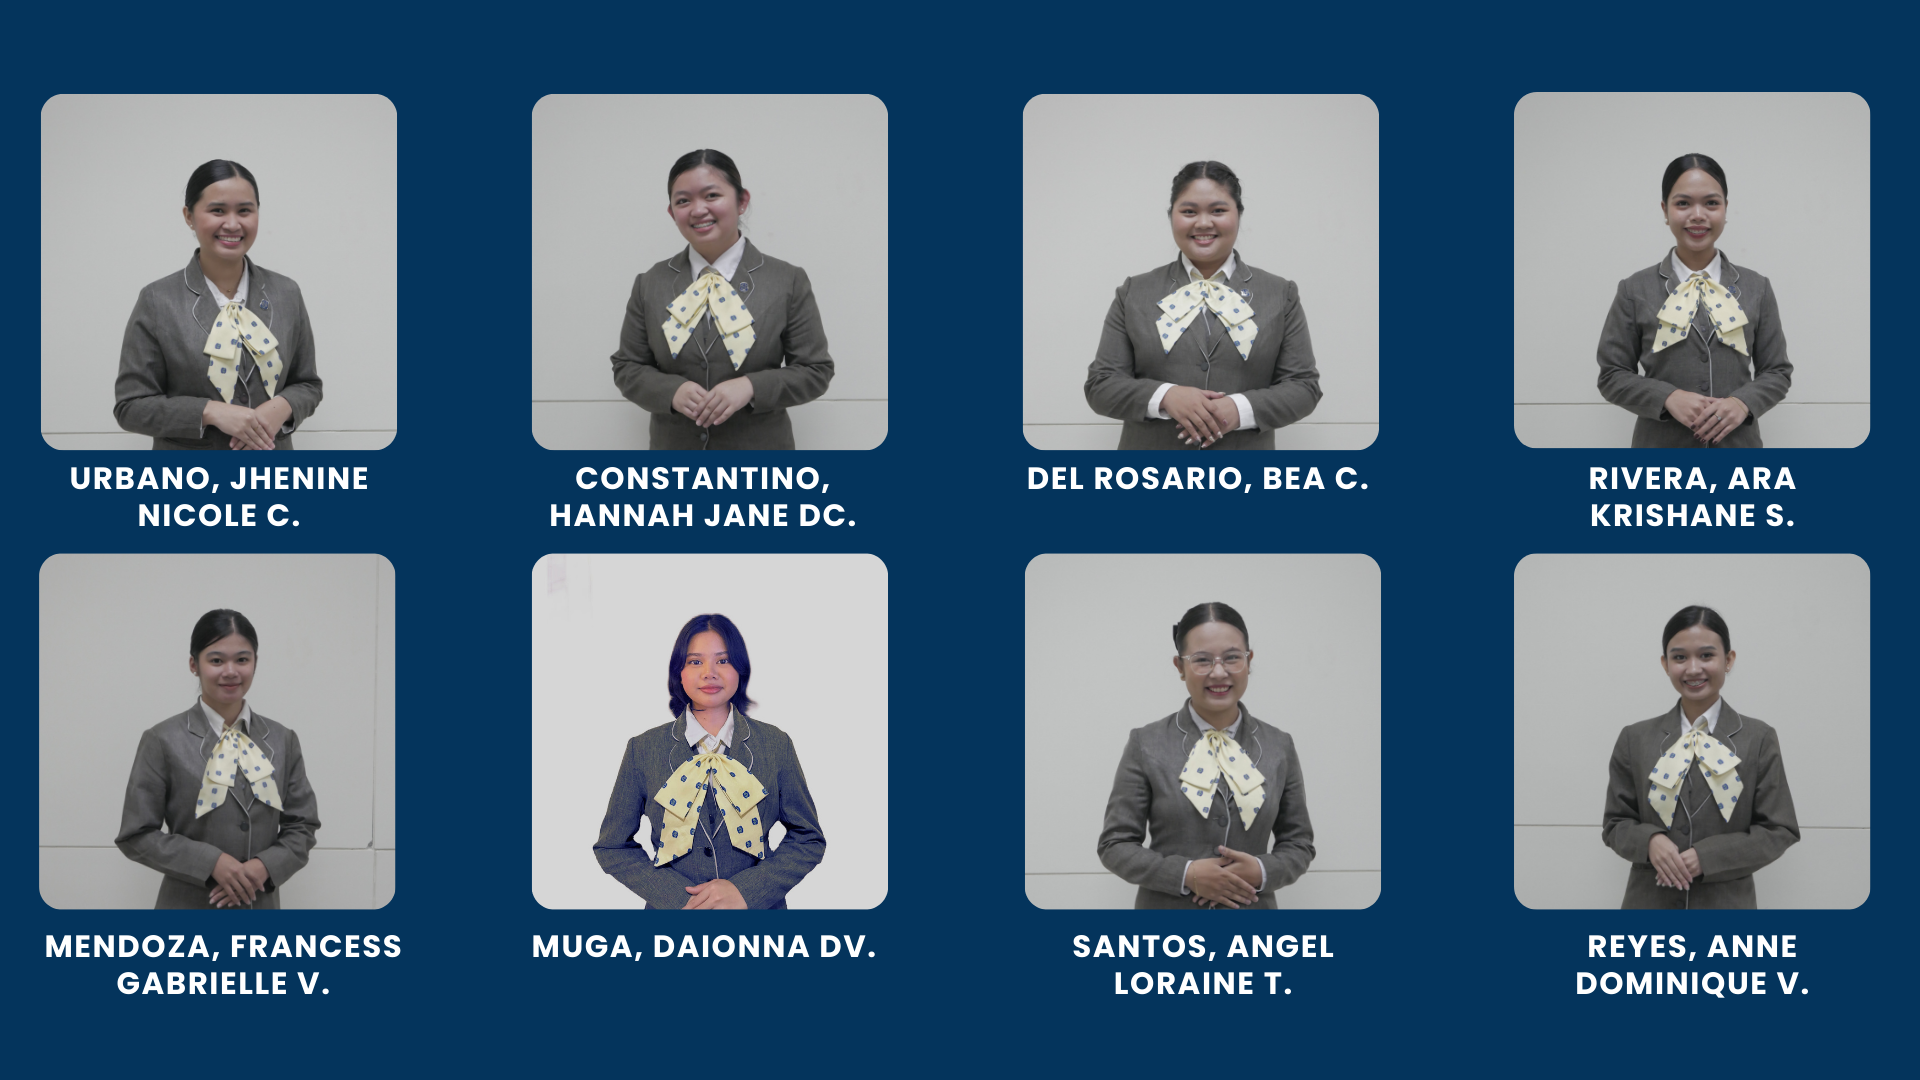 URBANO, JHENINE
NICOLE C.
CONSTANTINO,
HANNAH JANE DC.
DEL ROSARIO, BEA C.
RIVERA, ARA
KRISHANE S.
MENDOZA, FRANCESS
GABRIELLE V.
MUGA, DAIONNA DV.
SANTOS, ANGEL
LORAINE T.
REYES, ANNE
DOMINIQUE V.